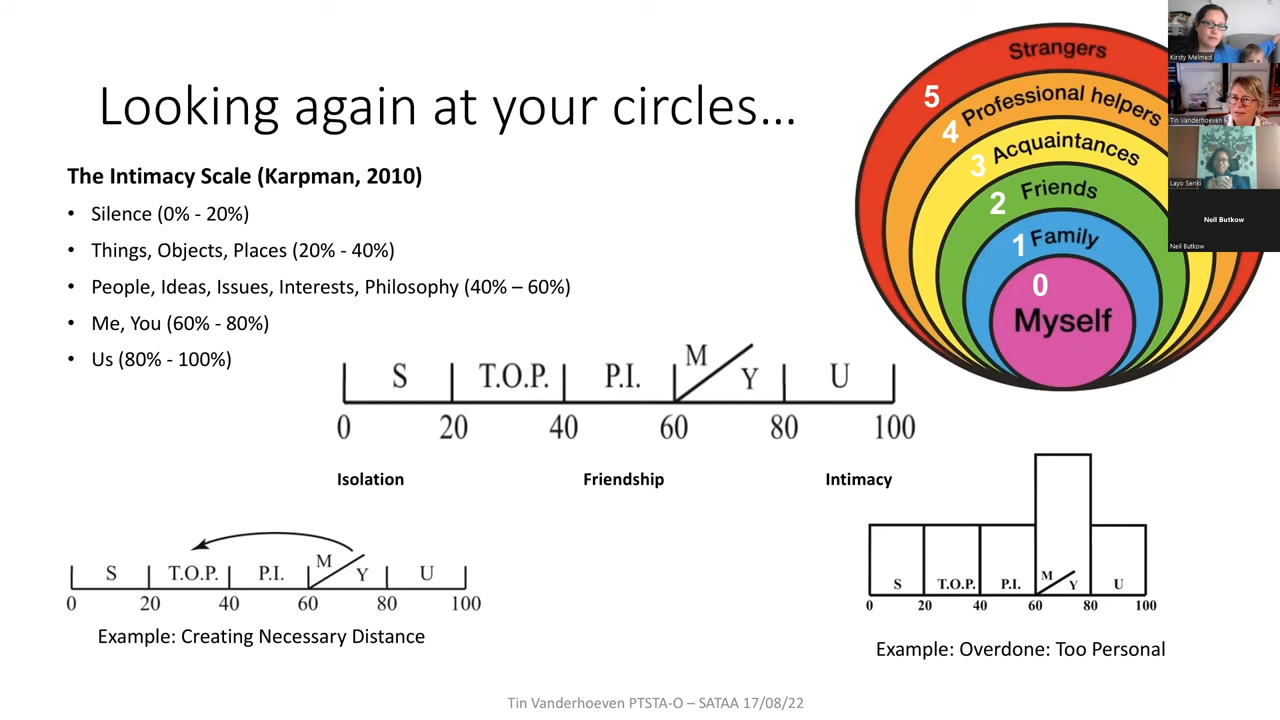 Looking again at your circles…
The Intimacy Scale (Karpman, 2010)
• Silence (0% - 20%)
• Things, Objects, Places (20% - 40%)
• People, Ideas, Issues, Interests, Philosophy (40% – 60%)
• Me, You (60% - 80%)
• Us (80% - 100%)
S T.O.P. P.I. M Y U
0 20 40 60 80 100
Isolation Friendship Intimacy
S T.O.P. P.I. M Y U
0 20 40 60 80 100
Example: Creating Necessary Distance
5 Strangers
4 Professional helpers
3 Acquaintances
2 Friends
1 Family
0
Myself
S T.O.P. P.I. M Y U
0 20 40 60 80 100
Example: Overdone: Too Personal
Tin Vanderhoeven PTSTA-O – SATAA 17/08/22
Kirsty Melmed
Tin Vanderhoeven
Layo Seriki
Neil Butkow
Neil Butkow